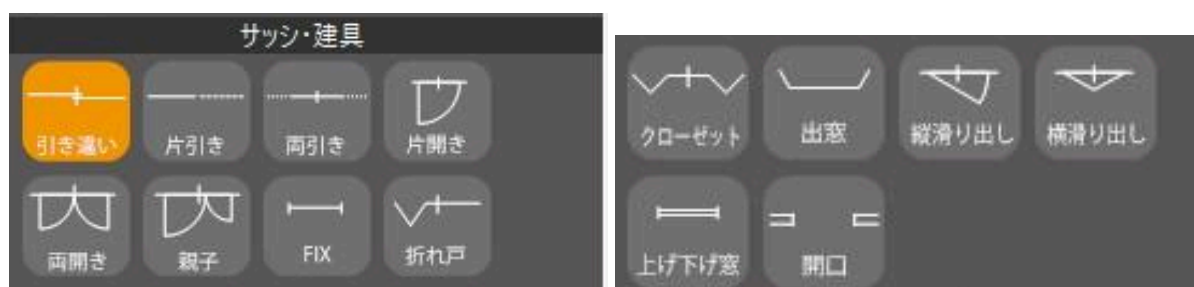 サッシ・建具
引き違い
片引き
両引き
片開き
両開き
親子
FIX
折れ戸
クローゼット
出窓
縦滑り出し
横滑り出し
上げ下げ窓
開口